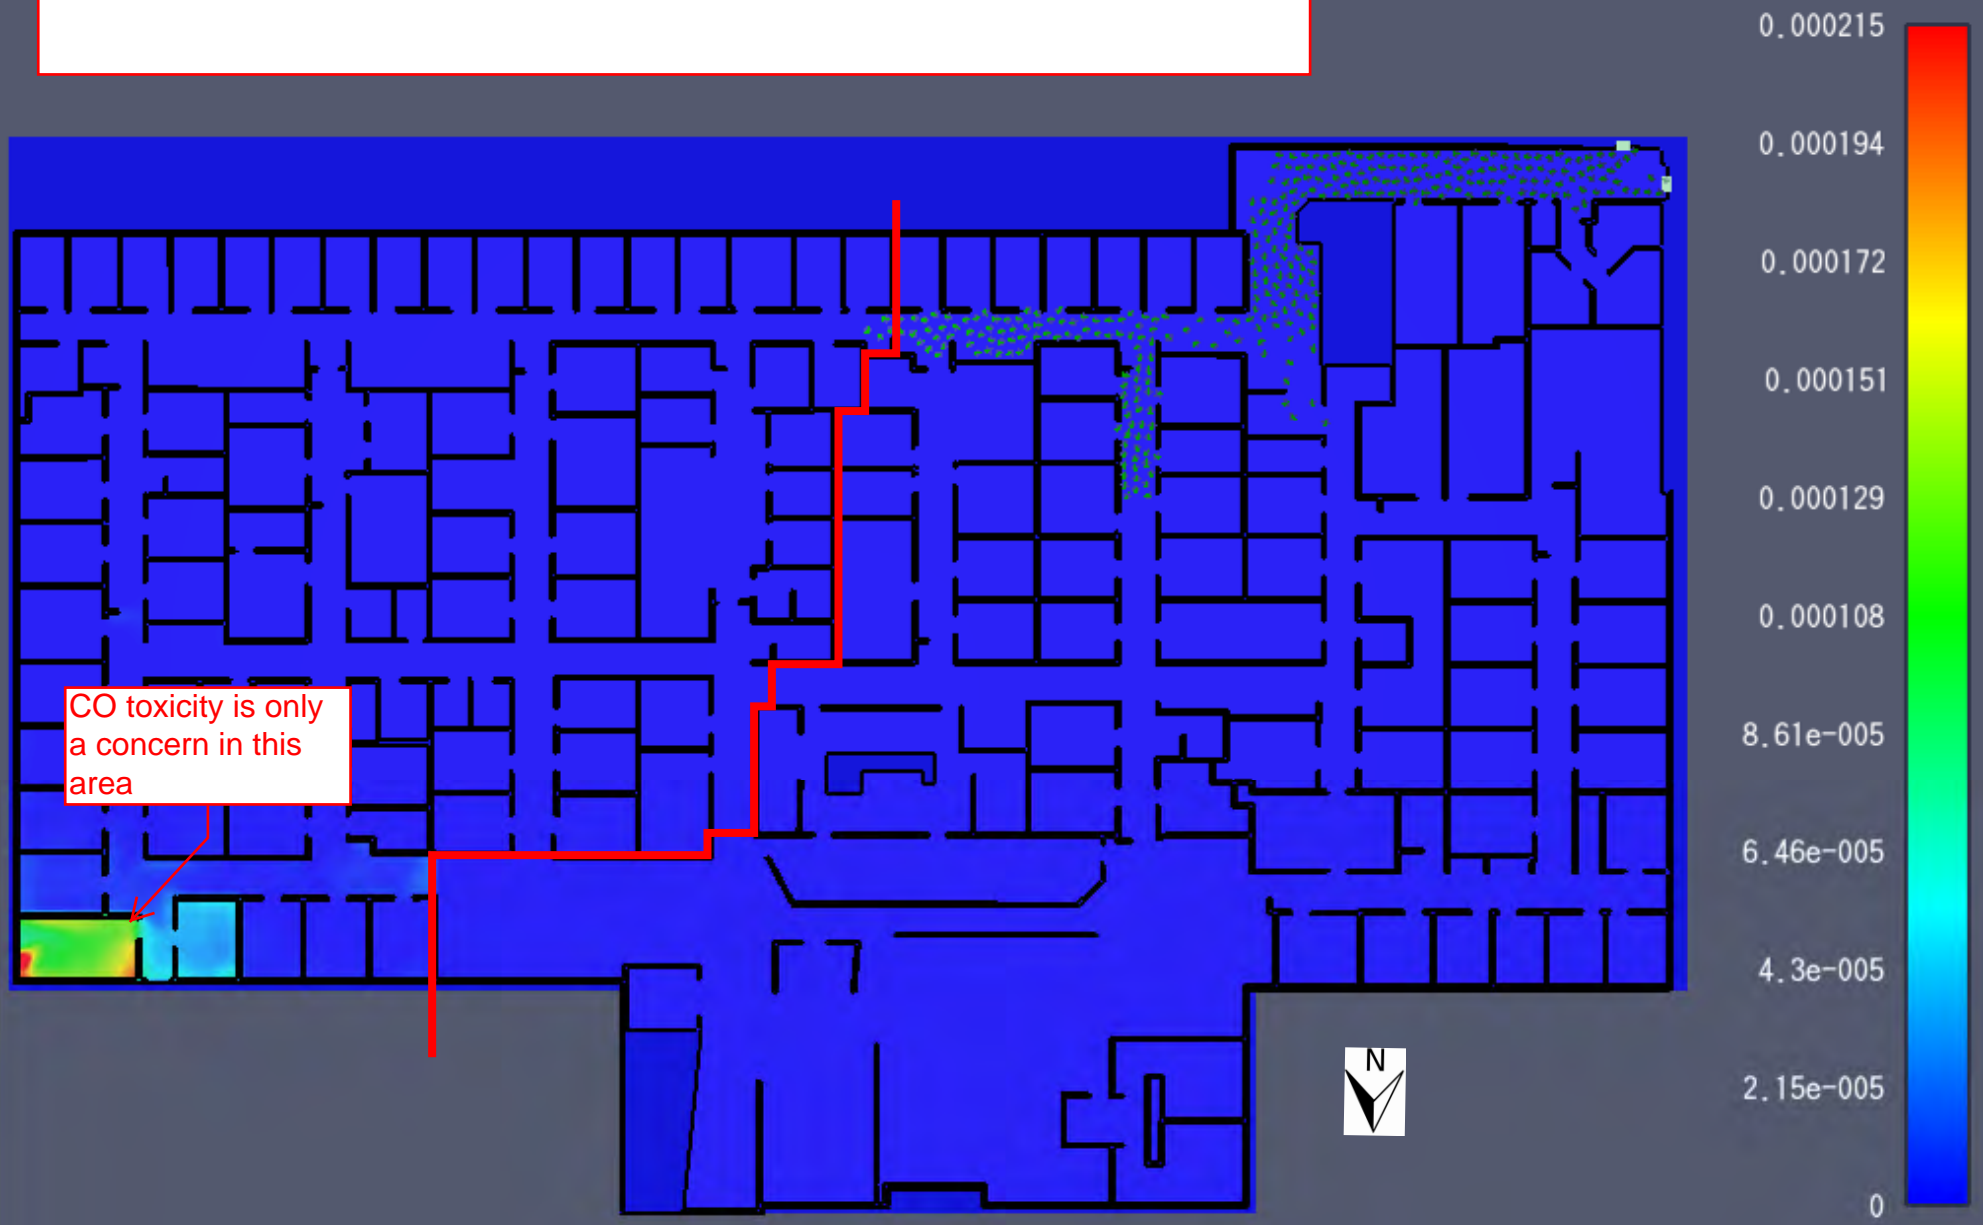 0.000215
0.000194
0.000172
0.000151
0.000129
0.000108
8.61e-005
6.46e-005
4.3e-005
2.15e-005
0
CO toxicity is only
a concern in this
area
N